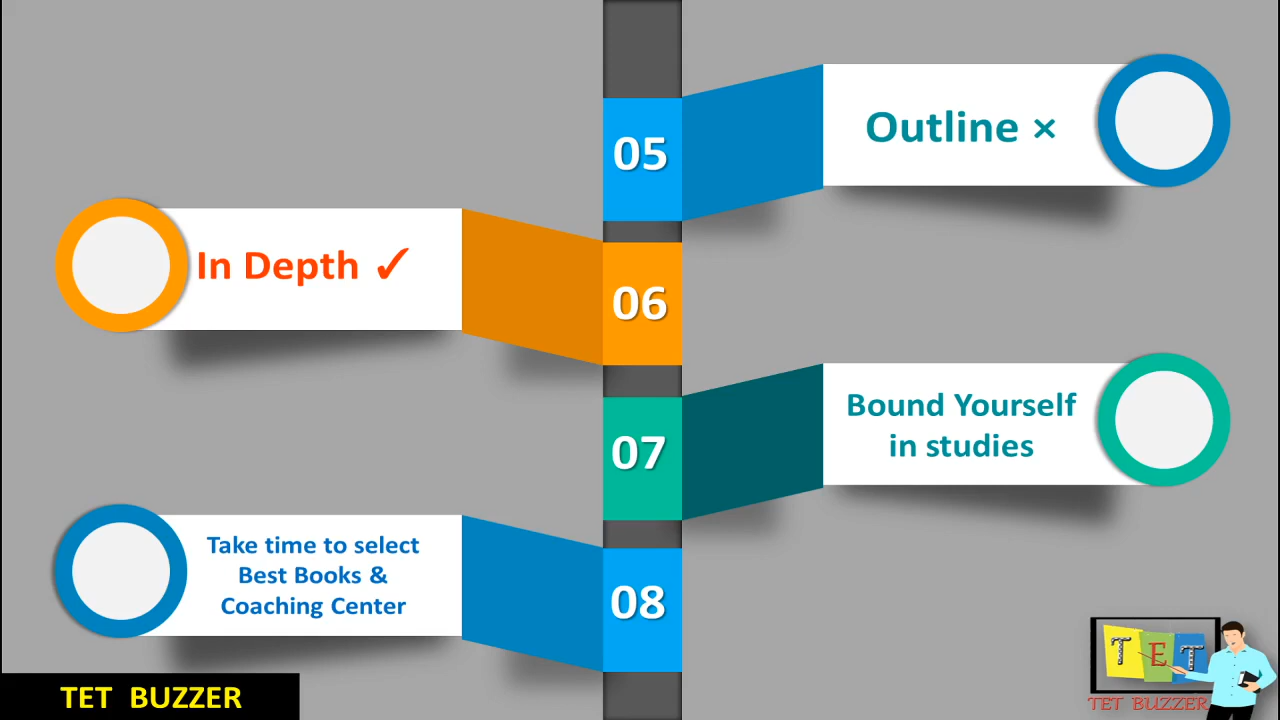 05
Outline ×
In Depth ✓
06
07
Bound Yourself
in studies
Take time to select
Best Books &
Coaching Center
08
TET BUZZER
TET
TET BUZZER